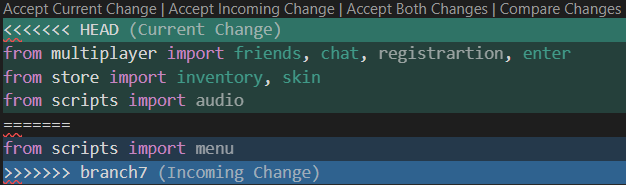 Accept Current Change | Accept Incoming Change | Accept Both Changes | Compare Changes
<<<<<<< HEAD (Current Change)
from multiplayer import friends, chat, registrartion, enter
from store import inventory, skin
from scripts import audio
=======
from scripts import menu
>>>>>>> branch7 (Incoming Change)